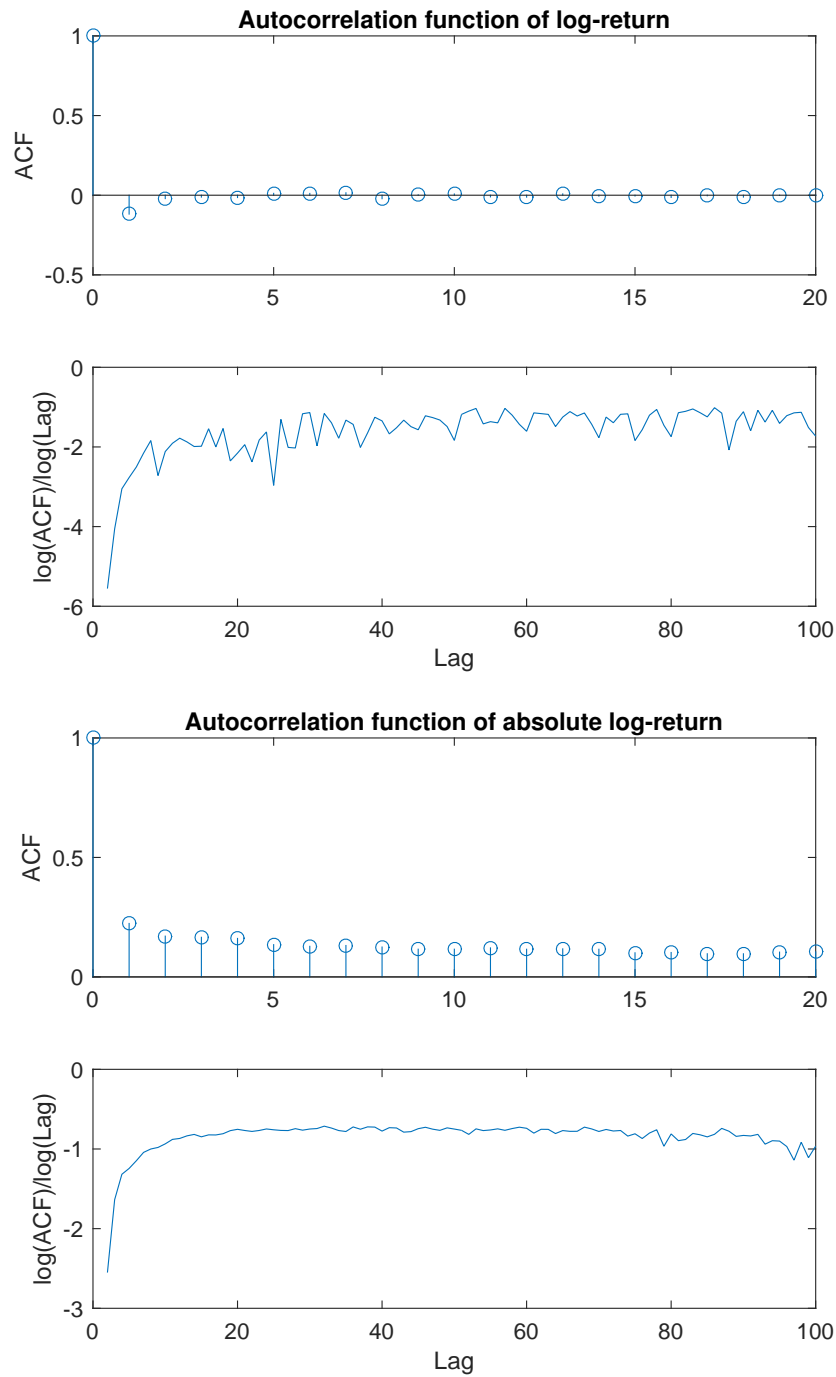 Autocorrelation function of log-return
1
0.5
0
-0.5
ACF
0 5 10 15 20
0
-2
-4
-6
log(ACF)/log(Lag)
0 20 40 60 80 100
Lag
Autocorrelation function of absolute log-return
1
0.5
0
ACF
0 5 10 15 20
0
-1
-2
-3
log(ACF)/log(Lag)
0 20 40 60 80 100
Lag